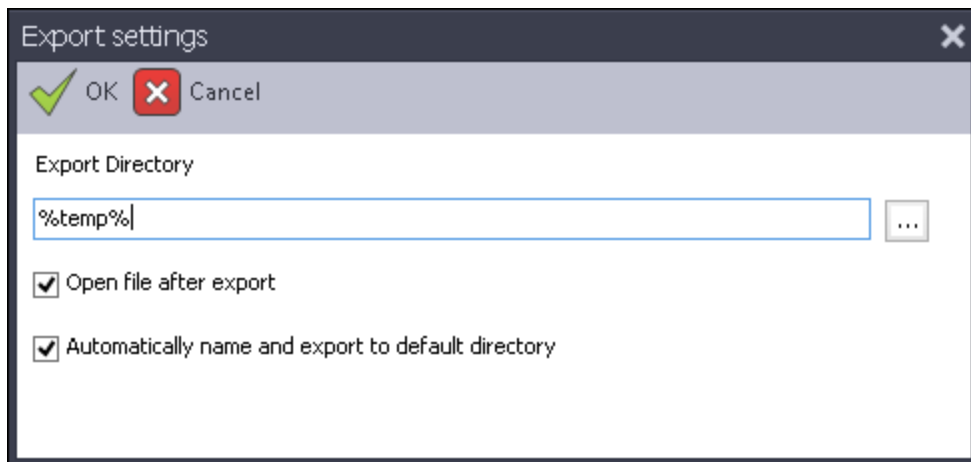 Export settings
OK Cancel
Export Directory
%temp%
...
Open file after export
Automatically name and export to default directory